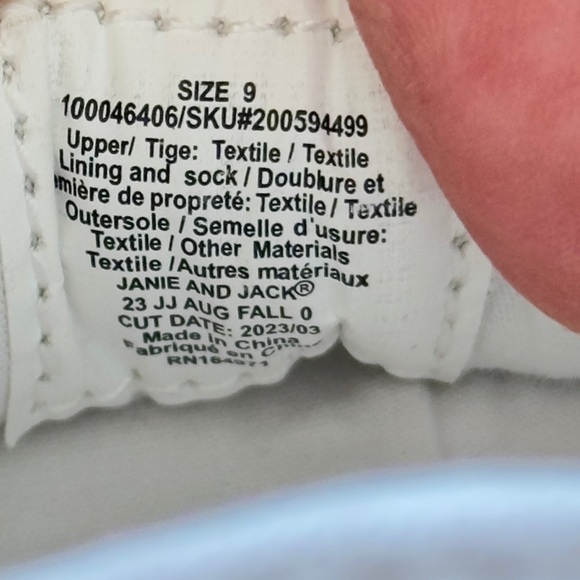 SIZE 9
100046406/SKU#200594499
Upper/ Tige: Textile / Textile
Lining and sock / Doublure et
mière de propreté: Textile / Textile
Outersole / Semelle d'usure:
Textile / Other Materials
Textile /Autres matériaux
JANIE AND JACK®
23 JJ AUG FALL 0
CUT DATE: 2023/03
Made in China
Fabriqué en